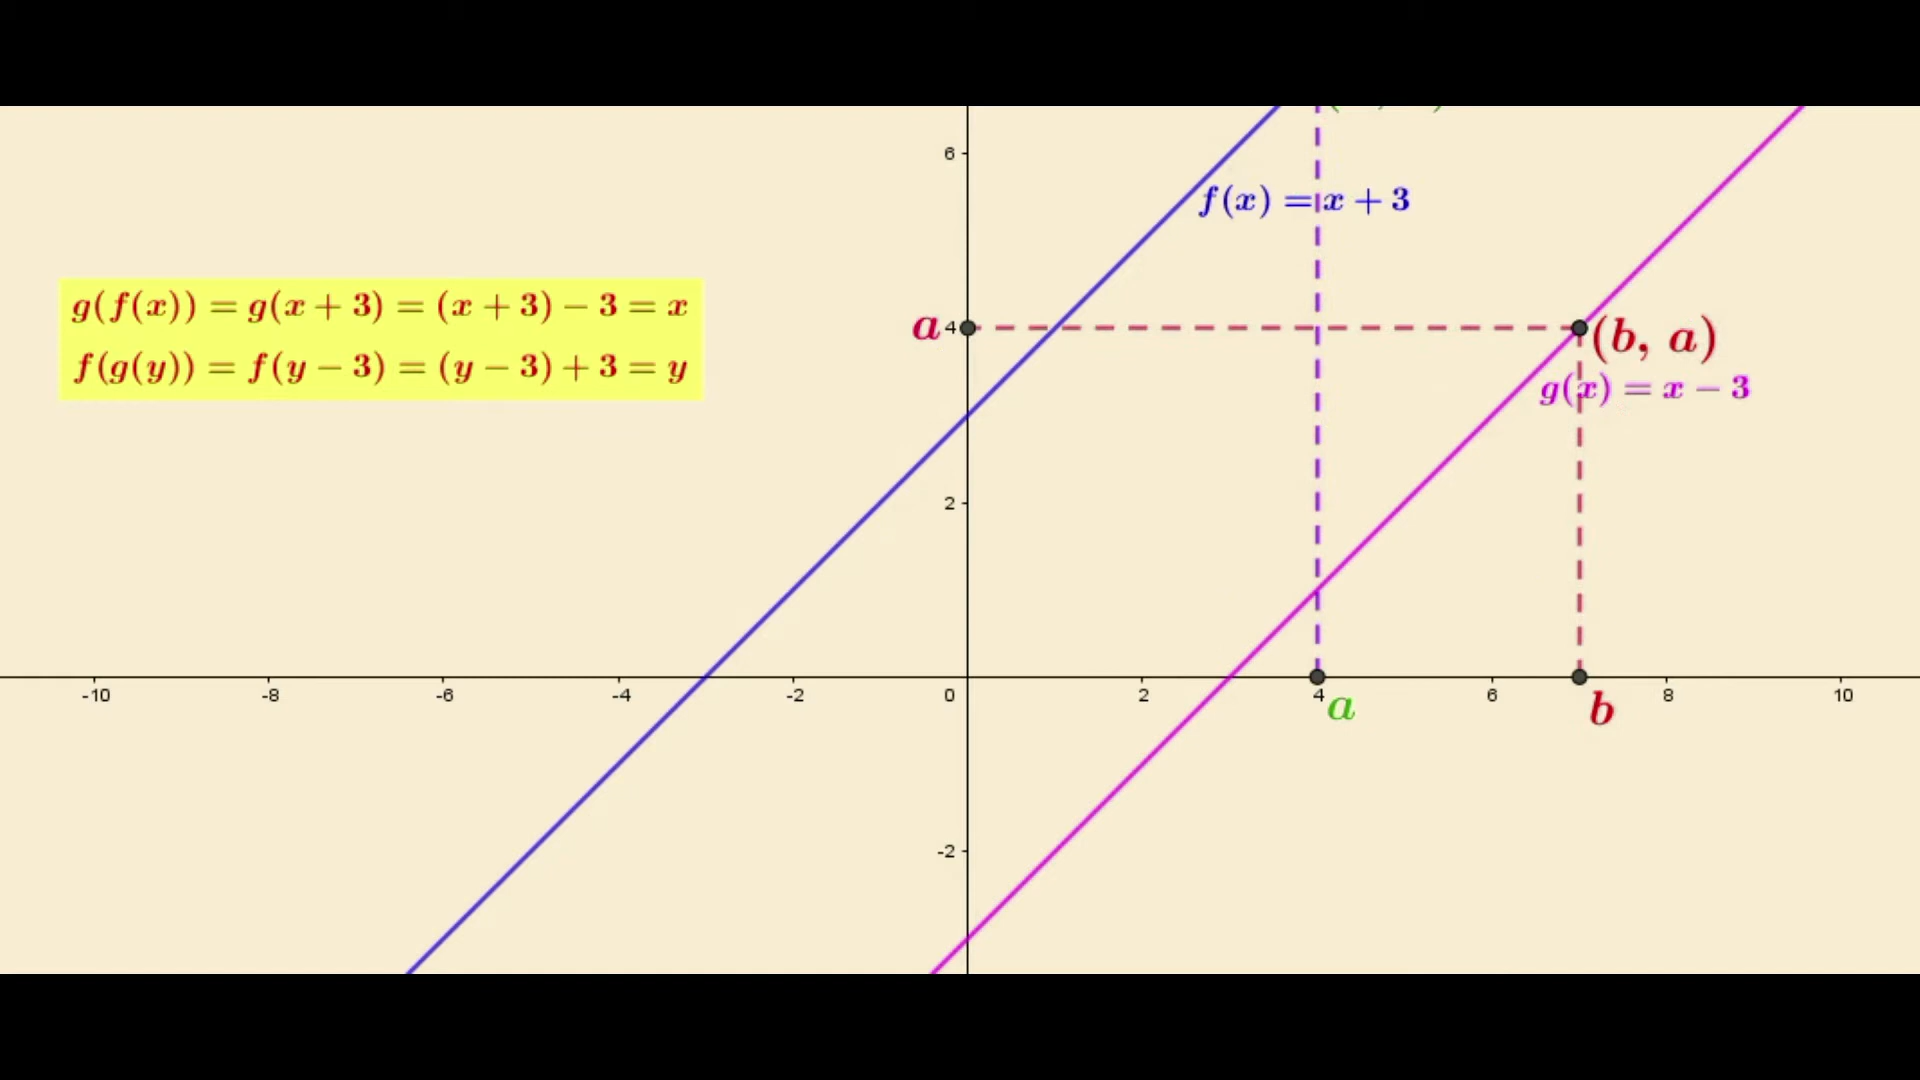 6
f(x) = x + 3
g(f(x)) = g(x + 3) = (x + 3) − 3 = x
a 4 (b, a)
f(g(y)) = f(y − 3) = (y − 3) + 3 = y
g(x) = x − 3
2
-10 -8 -6 -4 -2 0 2 4 6 8 10
a b
-2